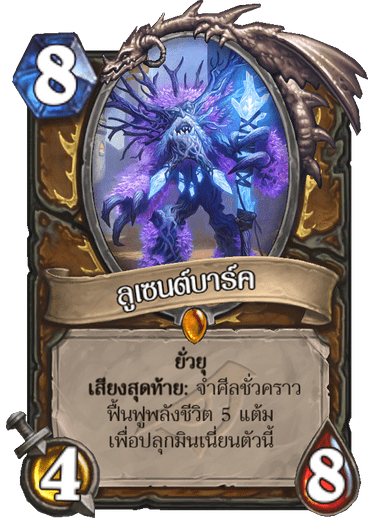 8
ลูเซนต์บาร์ค
ยั่วยุ
เสียงสุดท้าย: จำศีลชั่วคราว
ฟื้นฟูพลังชีวิต 5 แต้ม
เพื่อปลุกมินเนี่ยนตัวนี้
4
8